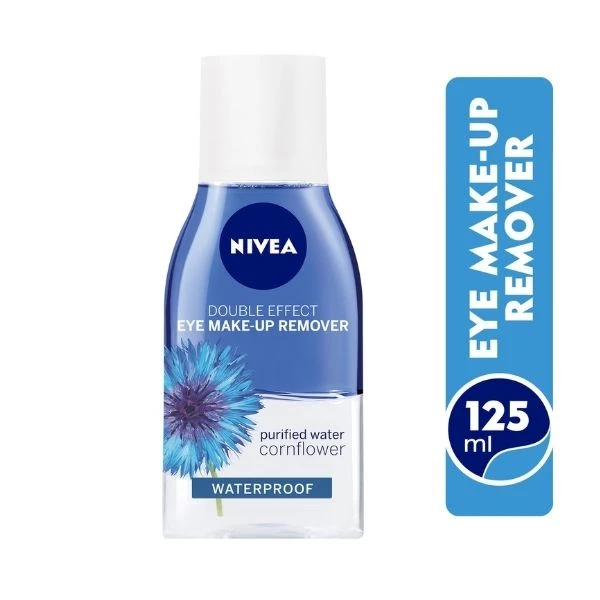 NIVEA
DOUBLE EFFECT
EYE MAKE-UP REMOVER
purified water
cornflower
WATERPROOF
EYE MAKE-UP
REMOVER
125
ml